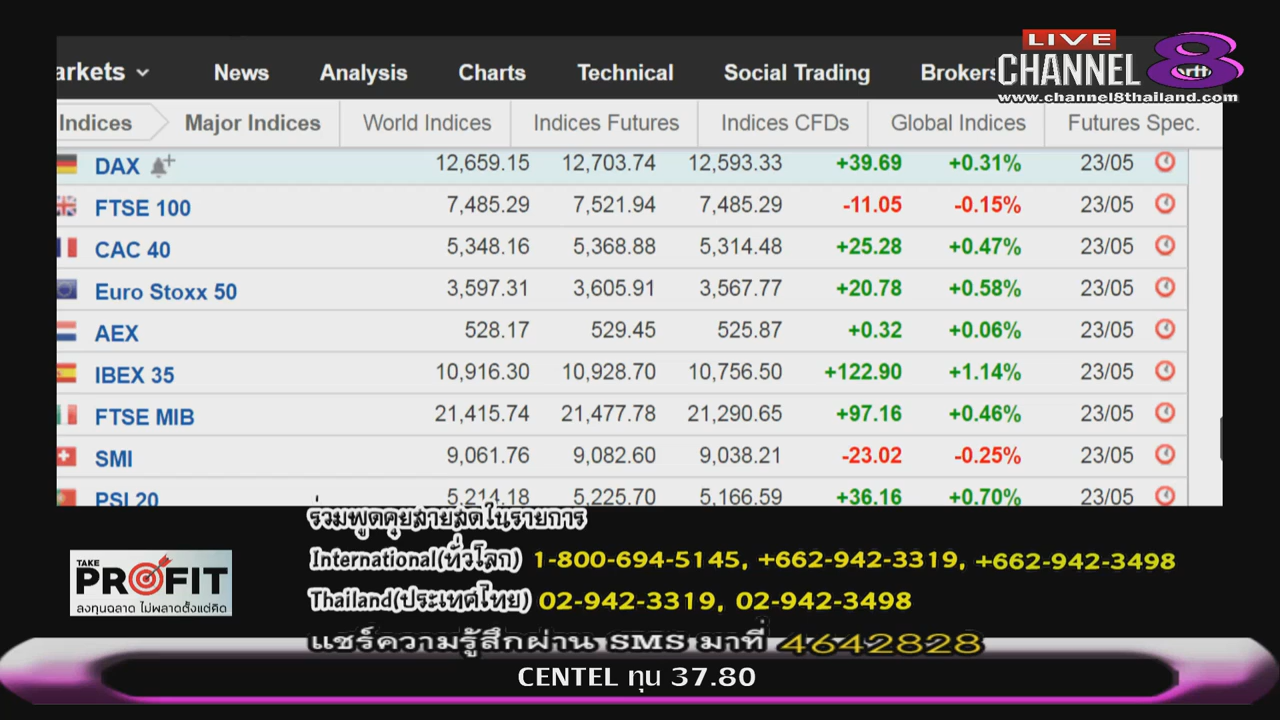 LIVE
CHANNEL 8
www.channel8thailand.com
arkets News Analysis Charts Technical Social Trading Brokers
Indices Major Indices World Indices Indices Futures Indices CFDs Global Indices Futures Spec.
DAX 12,659.15 12,703.74 12,593.33 +39.69 +0.31% 23/05
FTSE 100 7,485.29 7,521.94 7,485.29 -11.05 -0.15% 23/05
CAC 40 5,348.16 5,368.88 5,314.48 +25.28 +0.47% 23/05
Euro Stoxx 50 3,597.31 3,605.91 3,567.77 +20.78 +0.58% 23/05
AEX 528.17 529.45 525.87 +0.32 +0.06% 23/05
IBEX 35 10,916.30 10,928.70 10,756.50 +122.90 +1.14% 23/05
FTSE MIB 21,415.74 21,477.78 21,290.65 +97.16 +0.46% 23/05
SMI 9,061.76 9,082.60 9,038.21 -23.02 -0.25% 23/05
PSI 20 5,214.18 5,225.70 5,166.59 +36.16 +0.70% 23/05
ร่วมพูดคุยสายสดในรายการ
International(ทั่วโลก) 1-800-694-5145, +662-942-3319, +662-942-3498
TAKE
PROFIT
ลงทุนฉลาด ไม่พลาดตั้งแต่คิด
Thailand(ประเทศไทย) 02-942-3319, 02-942-3498
แชร์ความรู้สึกผ่าน SMS มาที่ 4642828
CENTEL ทุน 37.80